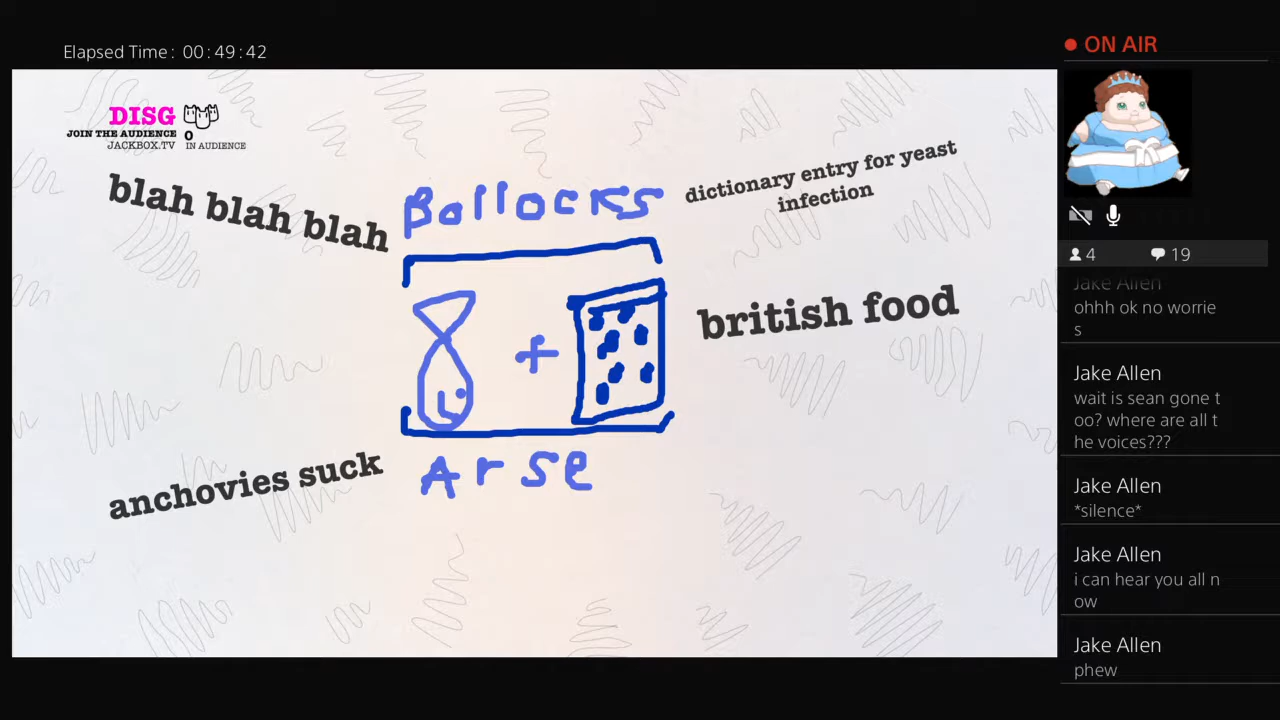 Elapsed Time: 00:49:42
DISG
JOIN THE AUDIENCE
JACKBOX.TV
0
IN AUDIENCE
blah blah blah
Bollocks
dictionary entry for yeast
infection
+
british food
anchovies suck
Arse
ON AIR
4
19
Jake Allen
ohhh ok no worrie
s
Jake Allen
wait is sean gone t
oo? where are all t
he voices???
Jake Allen
*silence*
Jake Allen
i can hear you all n
ow
Jake Allen
phew